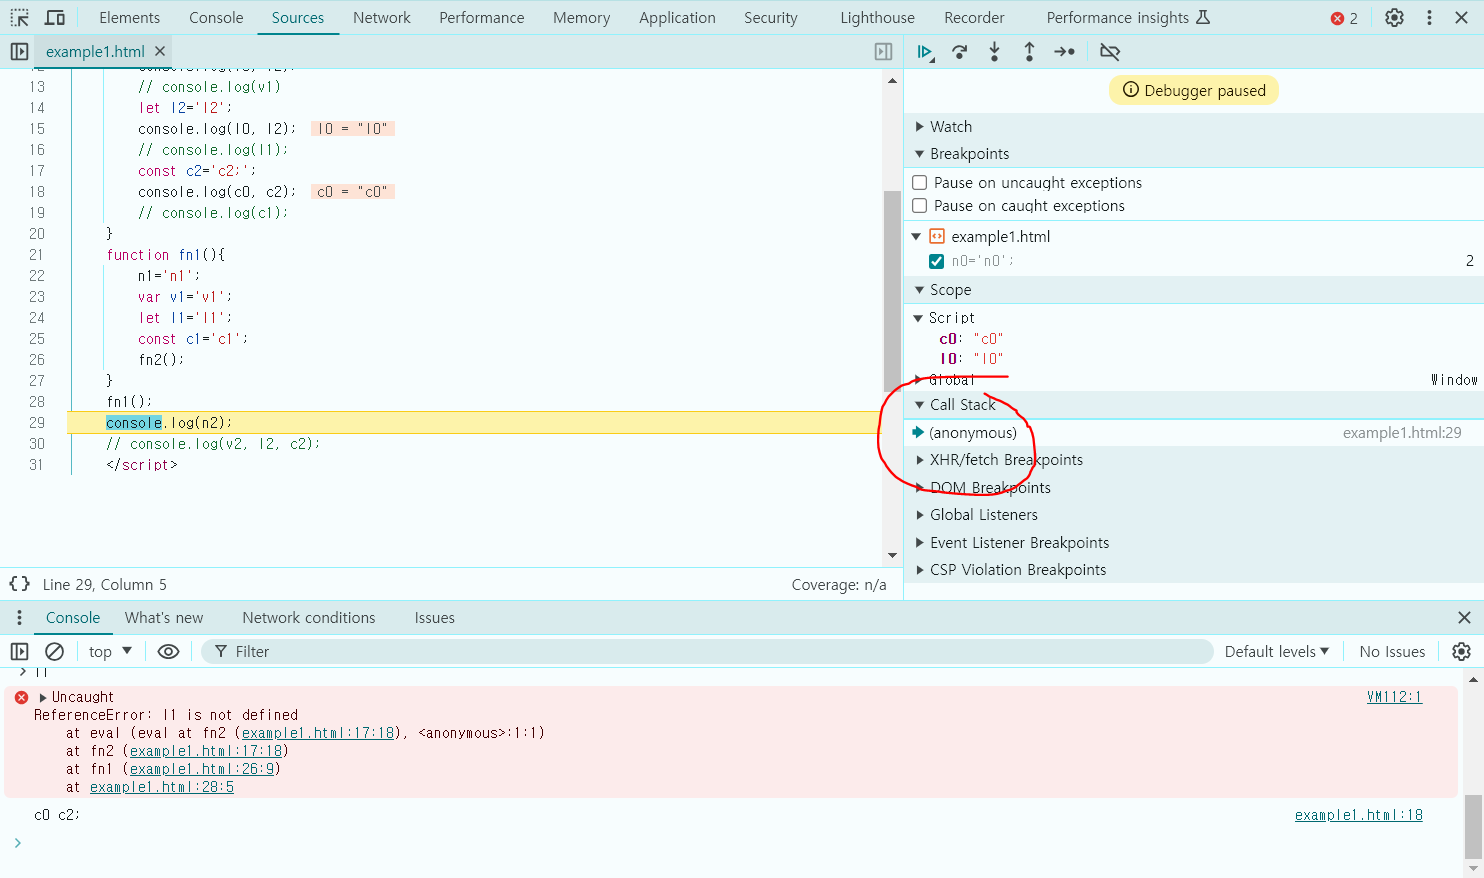 Elements Console Sources Network Performance Memory Application Security Lighthouse Recorder Performance insights 2
example1.html
Debugger paused
13 // console.log(v1)
14 let l2='l2';
15 console.log(l0, l2); l0 = "l0"
16 // console.log(l1);
17 const c2='c2;';
18 console.log(c0, c2); c0 = "c0"
19 // console.log(c1);
20 }
21 function fn1(){
22 n1='n1';
23 var v1='v1';
24 let l1='l1';
25 const c1='c1';
26 fn2();
27 }
28 fn1();
29 console.log(n2);
30 // console.log(v2, l2, c2);
31 </script>
Watch
Breakpoints
Pause on uncaught exceptions
Pause on caught exceptions
example1.html
n0='n0'; 2
Scope
Script
c0: "c0"
l0: "l0"
Global Window
Call Stack
(anonymous) example1.html:29
XHR/fetch Breakpoints
DOM Breakpoints
Global Listeners
Event Listener Breakpoints
CSP Violation Breakpoints
{} Line 29, Column 5 Coverage: n/a
Console What's new Network conditions Issues
top Filter Default levels No Issues
Uncaught VM112:1
ReferenceError: l1 is not defined
at eval (eval at fn2 (example1.html:17:18), <anonymous>:1:1)
at fn2 (example1.html:17:18)
at fn1 (example1.html:26:9)
at example1.html:28:5
c0 c2; example1.html:18